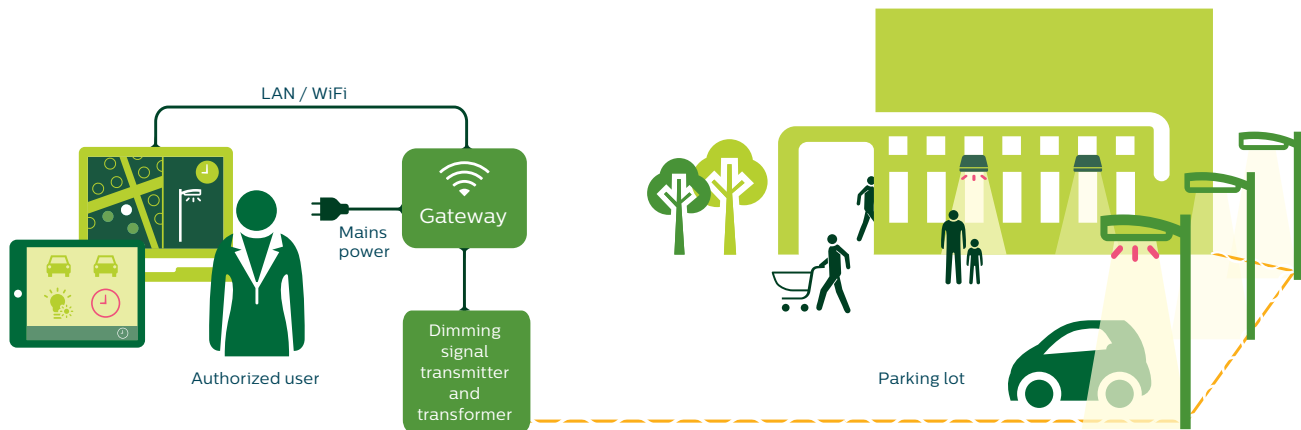 LAN / WiFi
Gateway
Mains
power
Dimming
signal
transmitter
and
transformer
Authorized user
Parking lot